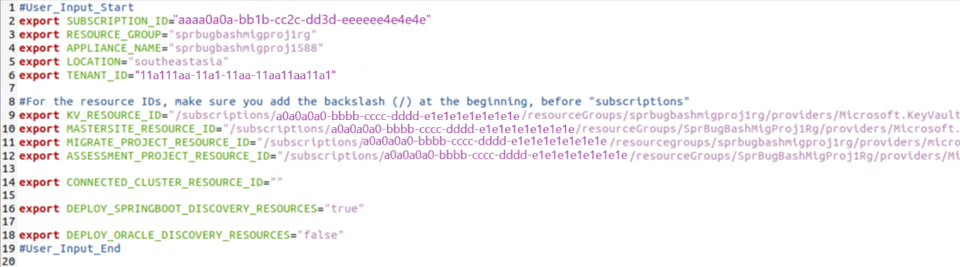 1 #User_Input_Start
2 export SUBSCRIPTION_ID="aaaa0a0a-bb1b-cc2c-dd3d-eeeeee4e4e4e"
3 export RESOURCE_GROUP="sprbugbashmigproj1rg"
4 export APPLIANCE_NAME="sprbugbashmigproj1588"
5 export LOCATION="southeastasia"
6 export TENANT_ID="11a111aa-11a1-11aa-11aa11aa11a1"
7
8 #For the resource IDs, make sure you add the backslash (/) at the beginning, before "subscriptions"
9 export KV_RESOURCE_ID="/subscriptions/a0a0a0a0-bbbb-cccc-dddd-e1e1e1e1e1e1e1e/resourceGroups/sprbugbashmigproj1rg/providers/Microsoft.KeyVault
10 export MASTERSITE_RESOURCE_ID="/subscriptions/a0a0a0a0-bbbb-cccc-dddd-e1e1e1e1e1e1e1e/resourceGroups/SprBugBashMigProj1Rg/providers/Microsoft.
11 export MIGRATE_PROJECT_RESOURCE_ID="/subscriptions/a0a0a0a0-bbbb-cccc-dddd-e1e1e1e1e1e1e1e/resourcegroups/sprbugbashmigproj1rg/providers/micro
12 export ASSESSMENT_PROJECT_RESOURCE_ID="/subscriptions/a0a0a0a0-bbbb-cccc-dddd-e1e1e1e1e1e1e1e/resourceGroups/SprBugBashMigProj1Rg/providers/Mi
13
14 export CONNECTED_CLUSTER_RESOURCE_ID=""
15
16 export DEPLOY_SPRINGBOOT_DISCOVERY_RESOURCES="true"
17
18 export DEPLOY_ORACLE_DISCOVERY_RESOURCES="false"
19 #User_Input_End
20